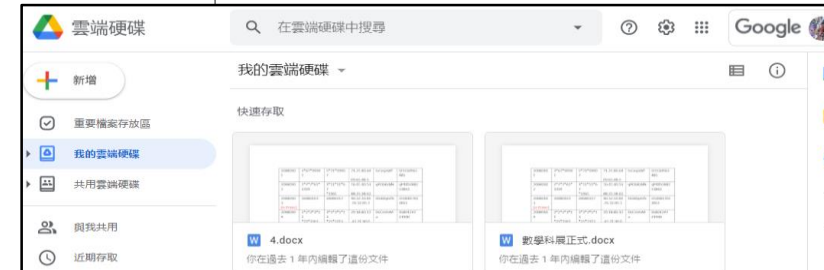 雲端硬碟
在雲端硬碟中搜尋
Google
新增
我的雲端硬碟
快速存取
重要檔案存放區
我的雲端硬碟
共用雲端硬碟
與我共用
近期存取
W 4.docx
你在過去 1 年內編輯了這份文件
W 數學科展正式.docx
你在過去 1 年內編輯了這份文件